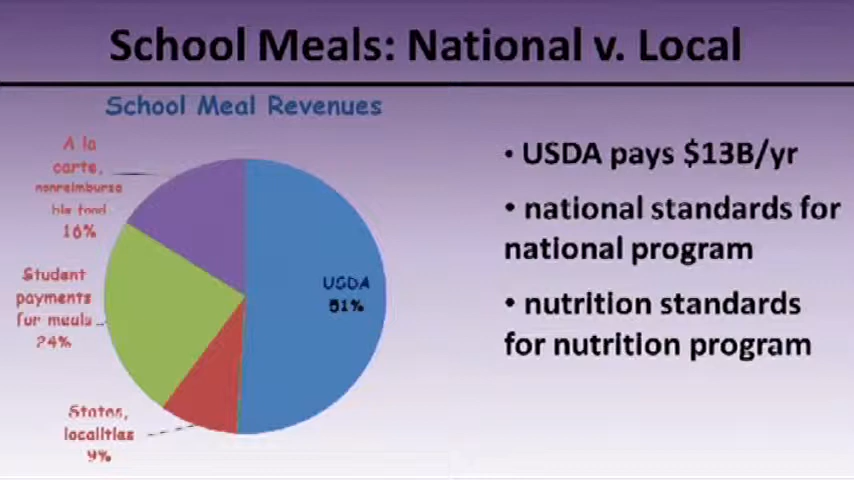 School Meals: National v. Local
School Meal Revenues
A la
carte,
nonreimbursa
ble food
16%
Student
payments
for meals
24%
States,
localities
9%
USDA
51%
• USDA pays $13B/yr
• national standards for
national program
• nutrition standards
for nutrition program